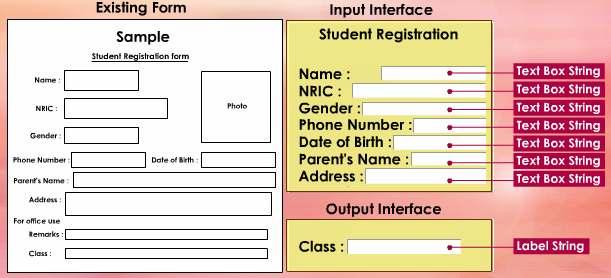 Existing Form
Sample
Student Registration form
Name :
Photo
NRIC :
Gender :
Phone Number : Date of Birth :
Parent's Name :
Address :
For office use
Remarks :
Class :
Input Interface
Student Registration
Name : Text Box String
NRIC : Text Box String
Gender : Text Box String
Phone Number : Text Box String
Date of Birth : Text Box String
Parent's Name : Text Box String
Address : Text Box String
Output Interface
Class : Label String